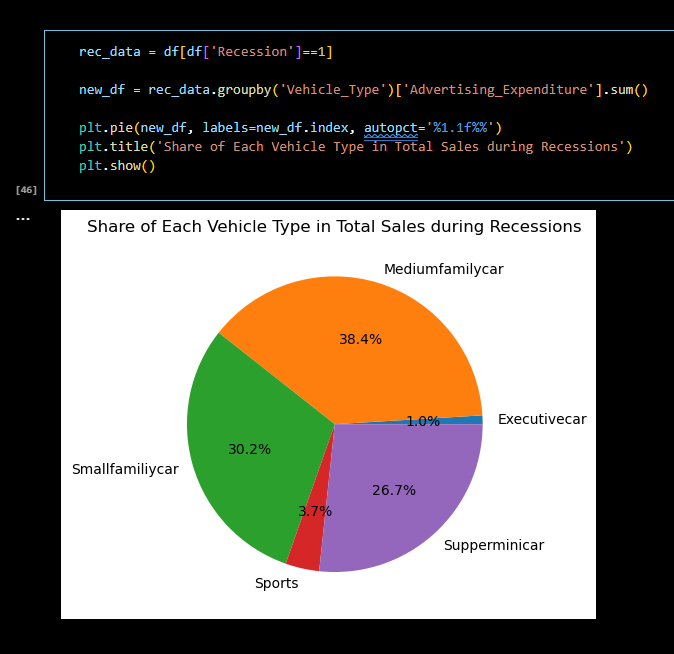 rec_data = df[df['Recession']==1]
new_df = rec_data.groupby('Vehicle_Type')['Advertising_Expenditure'].sum()
plt.pie(new_df, labels=new_df.index, autopct='%1.1f%%')
plt.title('Share of Each Vehicle Type in Total Sales during Recessions')
plt.show()
[46]
...
Share of Each Vehicle Type in Total Sales during Recessions
Mediumfamilycar
38.4%
1.0%
Executivecar
30.2%
Smallfamiliycar
26.7%
3.7%
Supperminicar
Sports